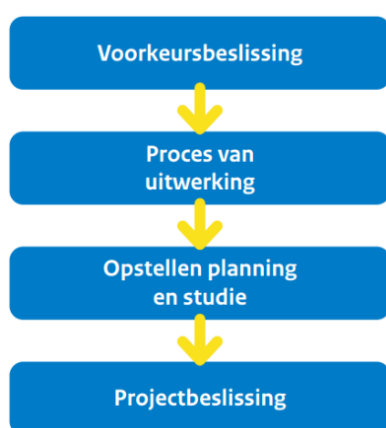 Voorkeursbeslissing
Proces van
uitwerking
Opstellen planning
en studie
Projectbeslissing